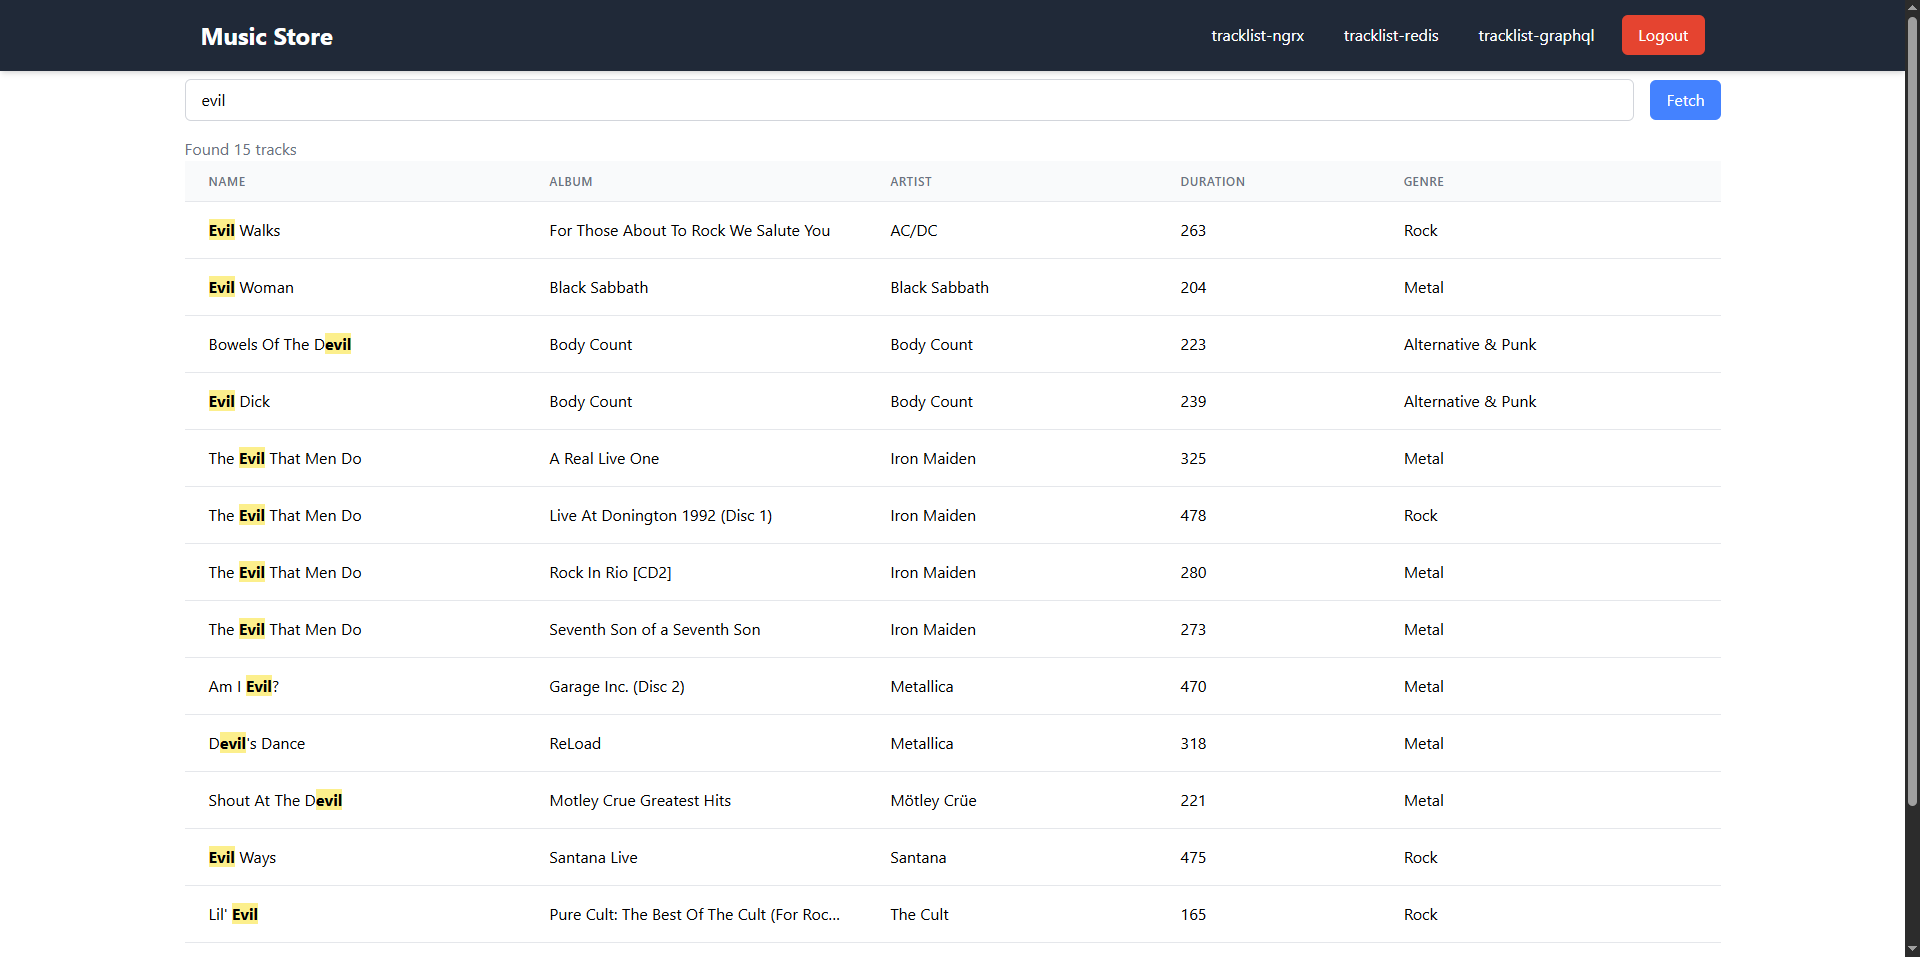 Music Store tracklist-ngrx tracklist-redis tracklist-graphql Logout
evil Fetch
Found 15 tracks
NAME ALBUM ARTIST DURATION GENRE
Evil Walks For Those About To Rock We Salute You AC/DC 263 Rock
Evil Woman Black Sabbath Black Sabbath 204 Metal
Bowels Of The Devil Body Count Body Count 223 Alternative & Punk
Evil Dick Body Count Body Count 239 Alternative & Punk
The Evil That Men Do A Real Live One Iron Maiden 325 Metal
The Evil That Men Do Live At Donington 1992 (Disc 1) Iron Maiden 478 Rock
The Evil That Men Do Rock In Rio [CD2] Iron Maiden 280 Metal
The Evil That Men Do Seventh Son of a Seventh Son Iron Maiden 273 Metal
Am I Evil? Garage Inc. (Disc 2) Metallica 470 Metal
Devil's Dance ReLoad Metallica 318 Metal
Shout At The Devil Motley Crue Greatest Hits Mötley Crüe 221 Metal
Evil Ways Santana Live Santana 475 Rock
Lil' Evil Pure Cult: The Best Of The Cult (For Roc... The Cult 165 Rock